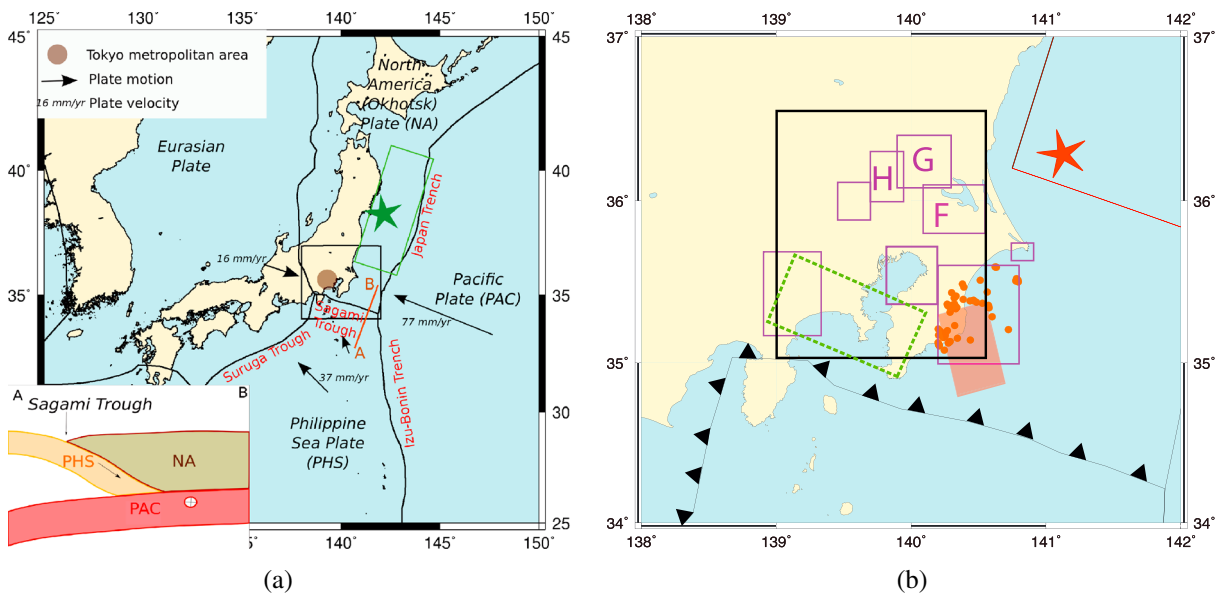 125° 130° 135° 140° 145° 150°
45° 45
Tokyo metropolitan area
Plate motion
16 mm/yr Plate velocity
North
America
(Okhotsk)
Plate (NA)
Eurasian
Plate
40° 40
Japan Trench
16 mm/yr
B
Pacific
Plate (PAC)
35° 35
Sagami
Trough
77 mm/yr
A
Suruga Trough
37 mm/yr
Izu-Bonin Trench
30
Philippine
Sea Plate
(PHS)
A B
Sagami Trough
PHS NA
PAC
25
5° 140° 145° 150°
(a)
138° 139° 140° 141° 142°
37° 37°
G
H
F
36° 36°
35° 35°
34° 34°
138° 139° 140° 141° 142°
(b)